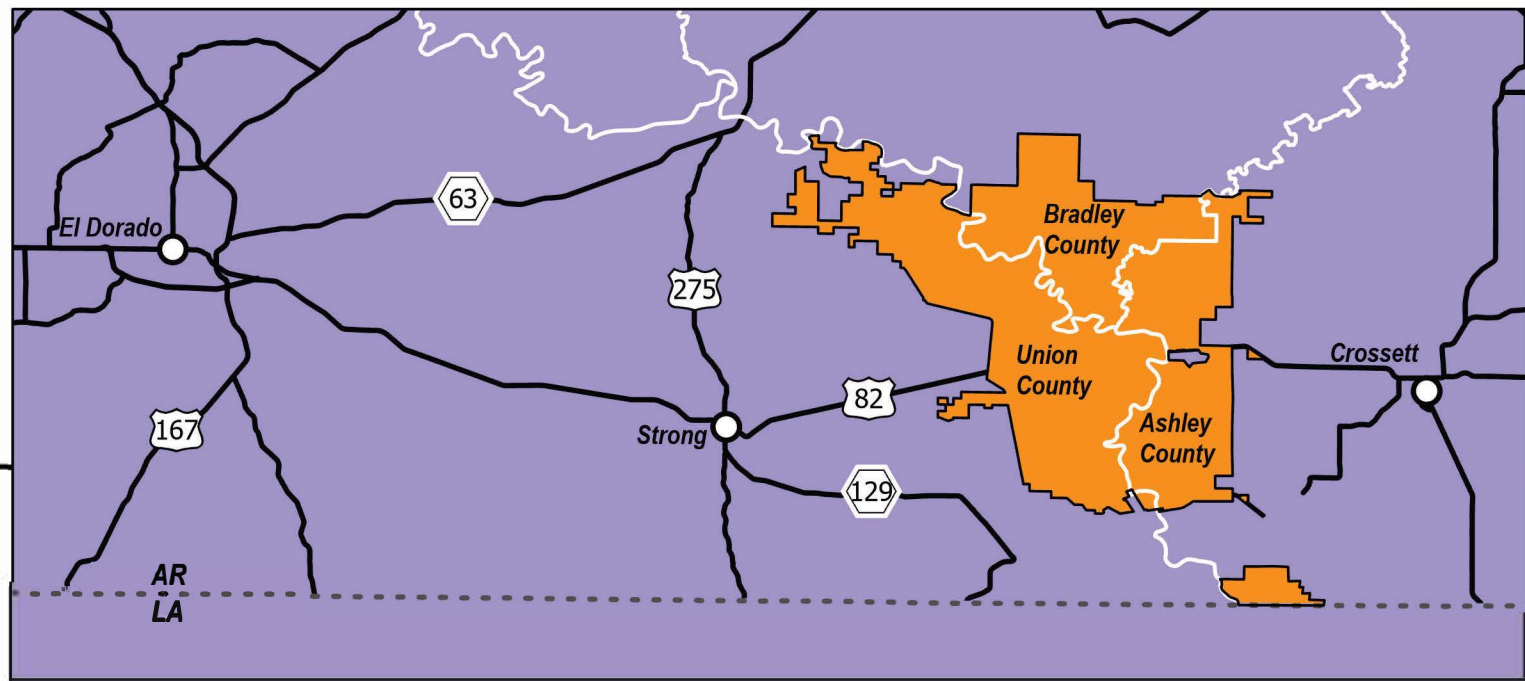 63
El Dorado
Bradley
County
275
Union
County
Crossett
82
167
Strong
Ashley
County
129
AR
LA